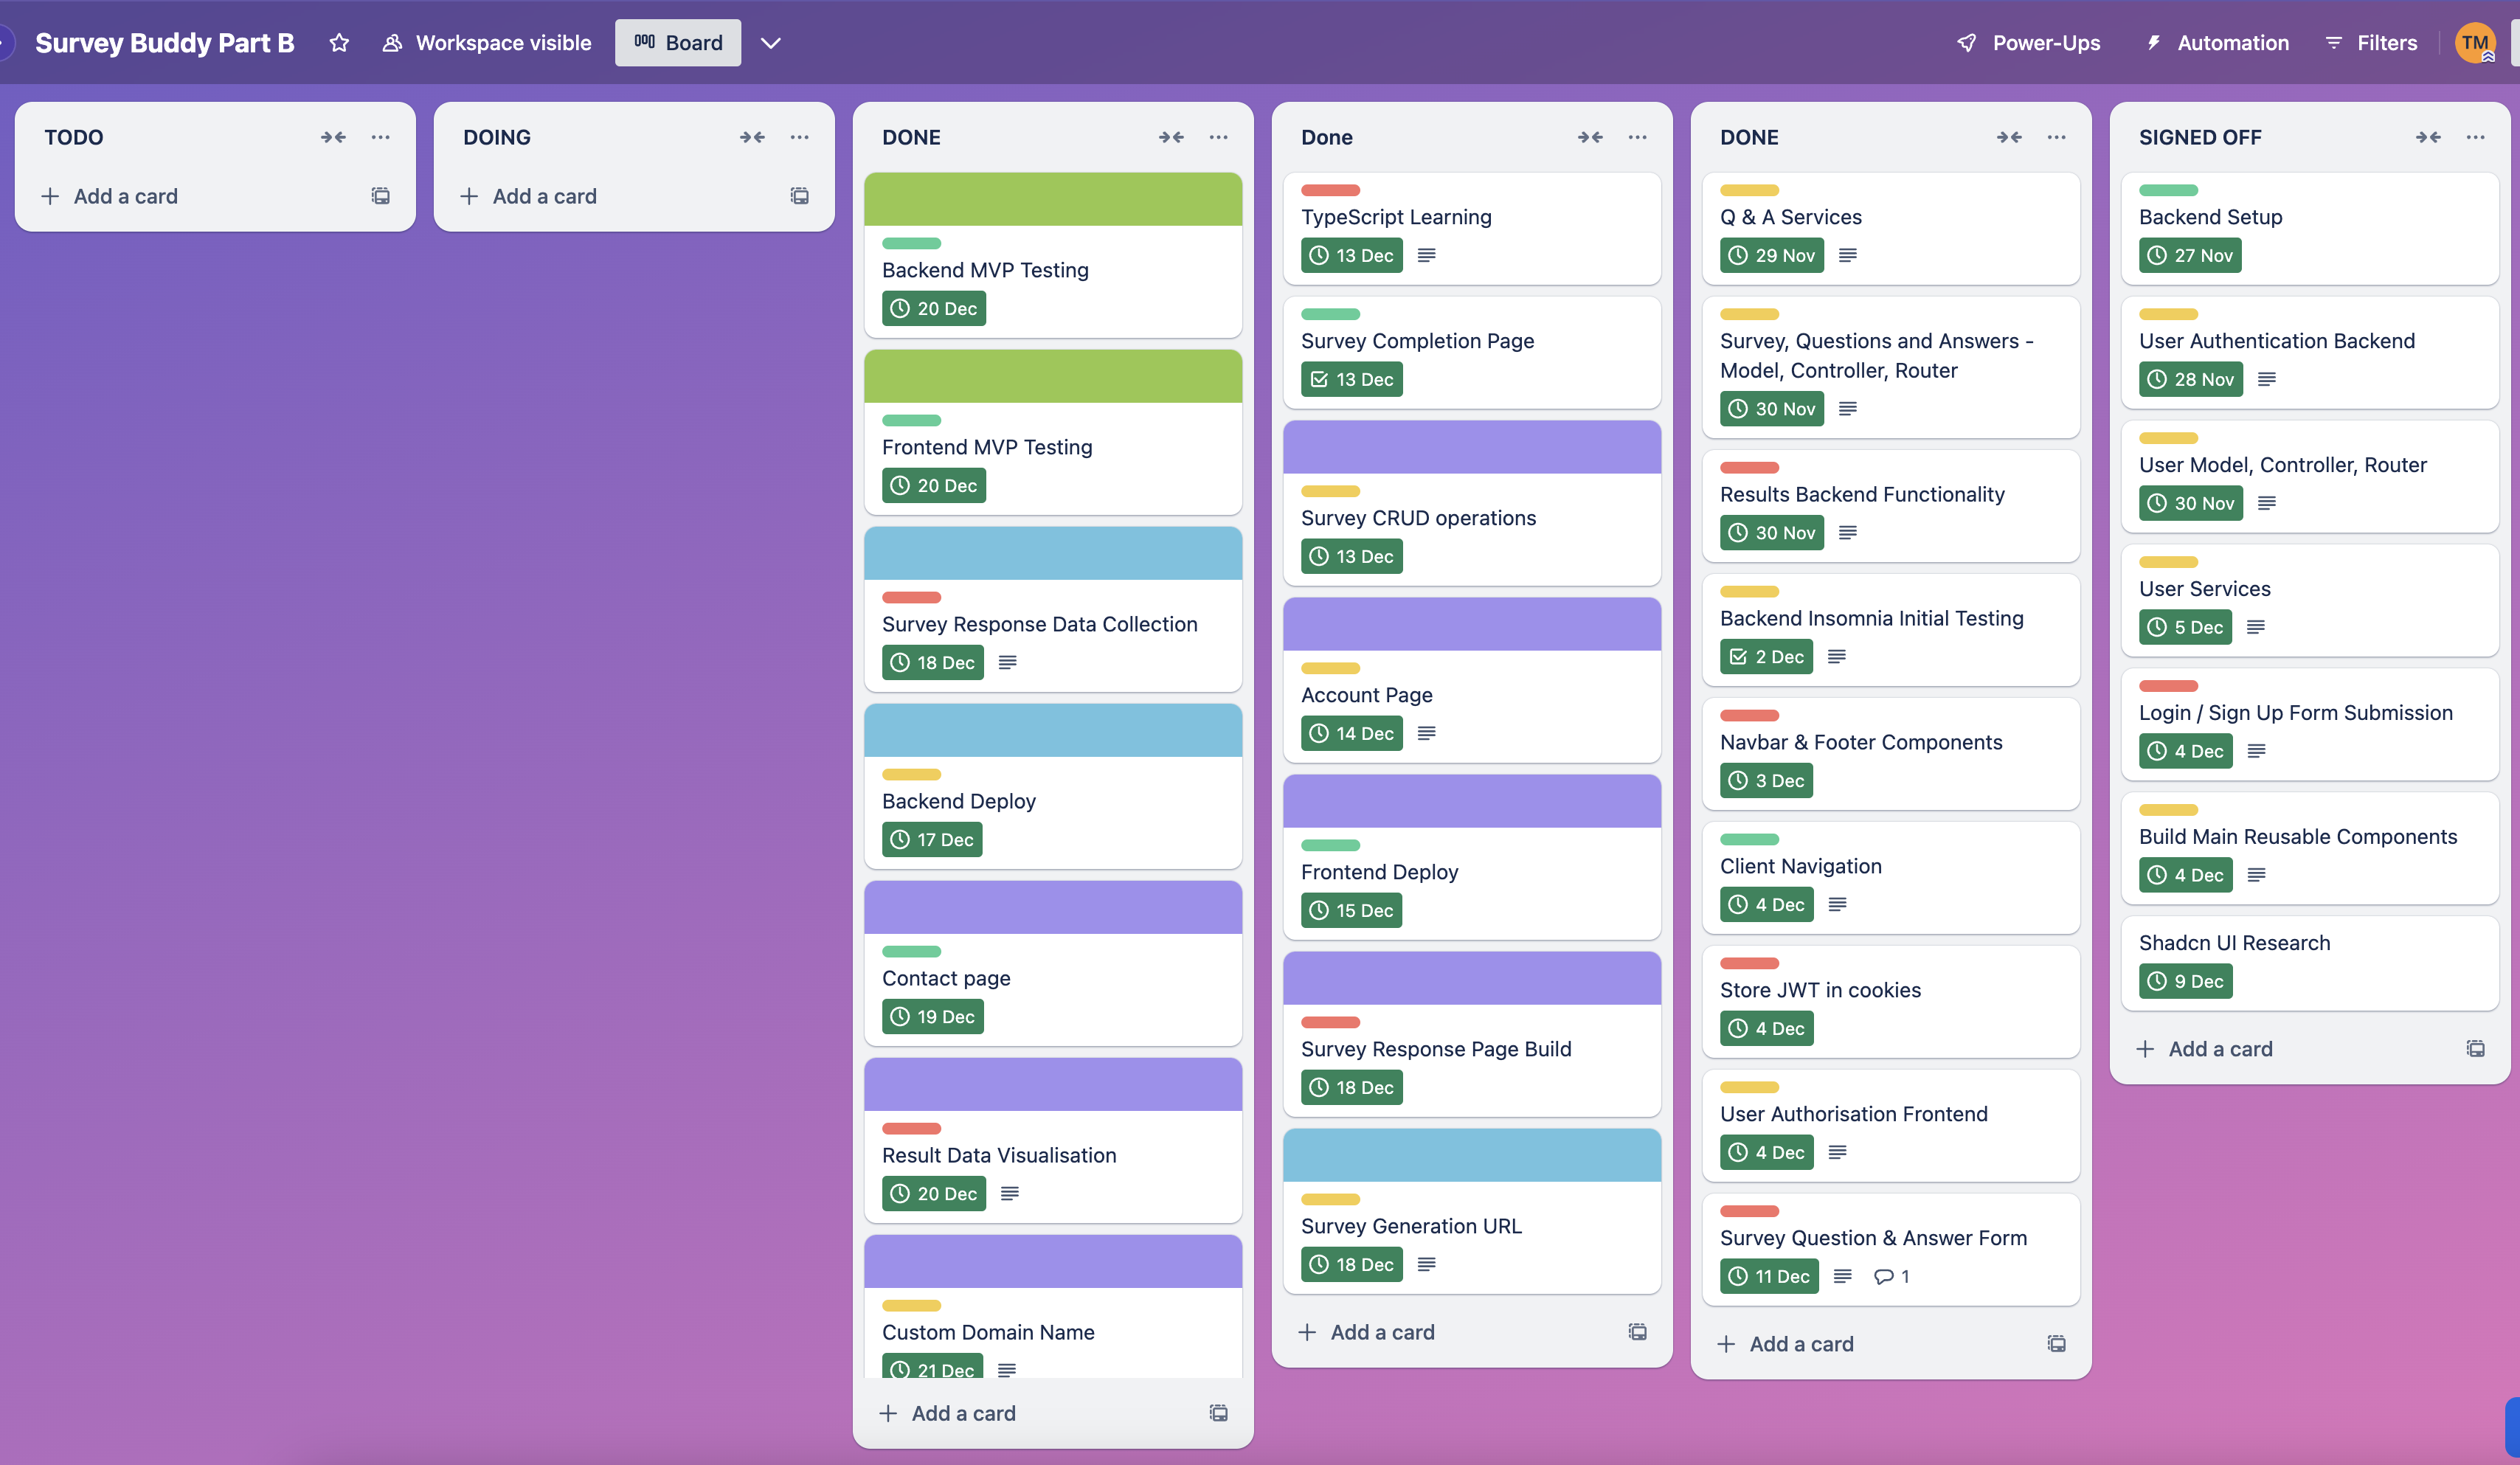 Survey Buddy Part B
Workspace visible
Board
Power-Ups
Automation
Filters
TM
TODO
Add a card
DOING
Add a card
DONE
Backend MVP Testing
20 Dec
Frontend MVP Testing
20 Dec
Survey Response Data Collection
18 Dec
Backend Deploy
17 Dec
Contact page
19 Dec
Result Data Visualisation
20 Dec
Custom Domain Name
21 Dec
Add a card
Done
TypeScript Learning
13 Dec
Survey Completion Page
13 Dec
Survey CRUD operations
13 Dec
Account Page
14 Dec
Frontend Deploy
15 Dec
Survey Response Page Build
18 Dec
Survey Generation URL
18 Dec
Add a card
DONE
Q & A Services
29 Nov
Survey, Questions and Answers -
Model, Controller, Router
30 Nov
Results Backend Functionality
30 Nov
Backend Insomnia Initial Testing
2 Dec
Navbar & Footer Components
3 Dec
Client Navigation
4 Dec
Store JWT in cookies
4 Dec
User Authorisation Frontend
4 Dec
Survey Question & Answer Form
11 Dec
1
Add a card
SIGNED OFF
Backend Setup
27 Nov
User Authentication Backend
28 Nov
User Model, Controller, Router
30 Nov
User Services
5 Dec
Login / Sign Up Form Submission
4 Dec
Build Main Reusable Components
4 Dec
Shadcn UI Research
9 Dec
Add a card